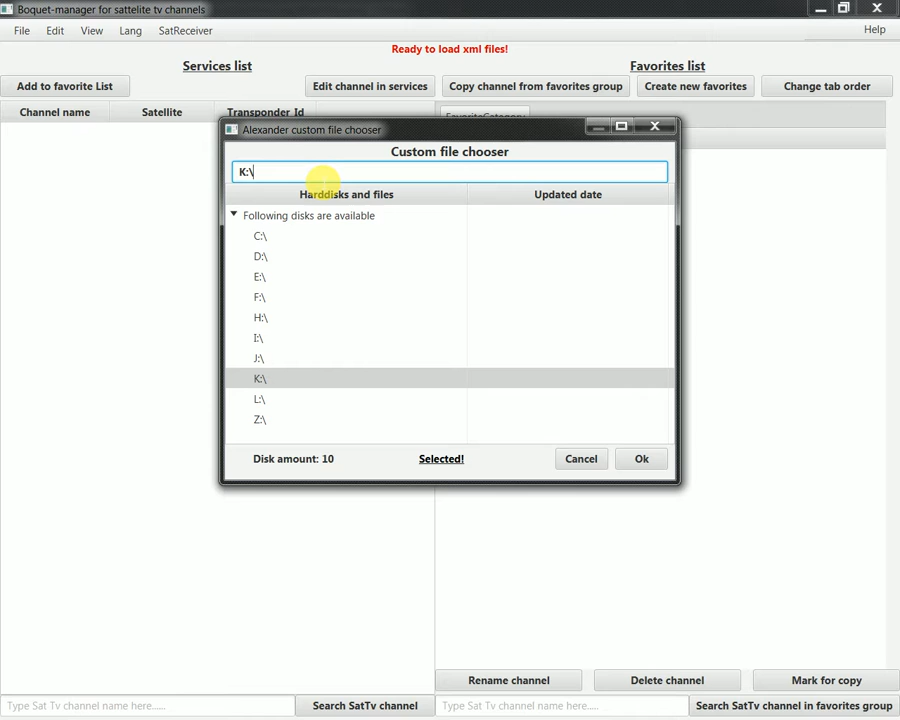 Boquet-manager for sattelite tv channels
File Edit View Lang SatReceiver Help
Ready to load xml files!
Services list Favorites list
Add to favorite List Edit channel in services Copy channel from favorites group Create new favorites Change tab order
Channel name Satellite Transponder Id FavoriteCategory
Alexander custom file chooser
Custom file chooser
K:\
Harddisks and files Updated date
Following disks are available
C:\
D:\
E:\
F:\
H:\
I:\
J:\
K:\
L:\
Z:\
Disk amount: 10 Selected! Cancel Ok
Rename channel Delete channel Mark for copy
Type Sat Tv channel name here...... Search SatTv channel Type Sat Tv channel name here...... Search SatTv channel in favorites group